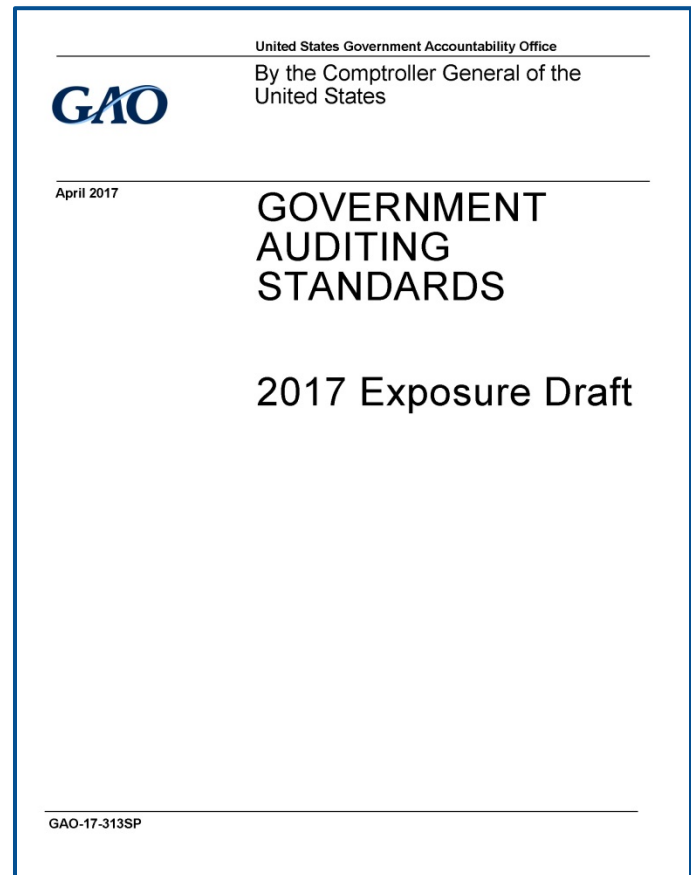 United States Government Accountability Office
By the Comptroller General of the
United States
GAO
April 2017
GOVERNMENT
AUDITING
STANDARDS
2017 Exposure Draft
GAO-17-313SP